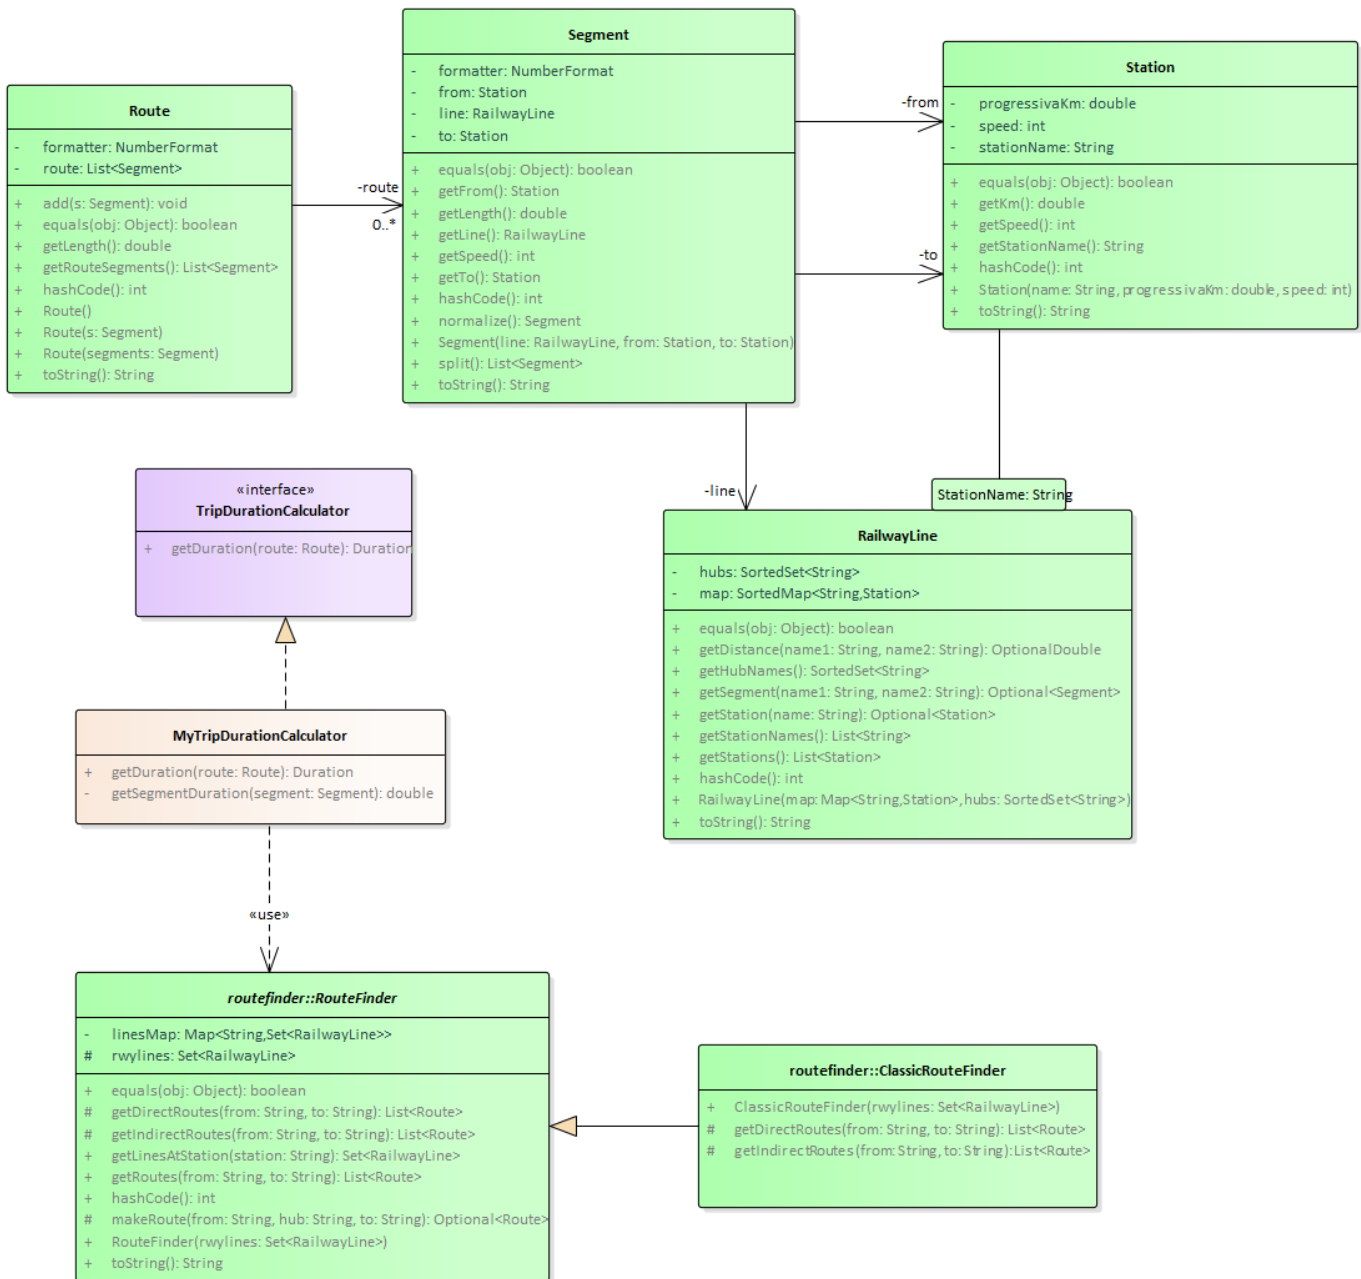 Route
- formatter: NumberFormat
- route: List<Segment>
+ add(s: Segment): void
+ equals(obj: Object): boolean
+ getLength(): double
+ getRouteSegments(): List<Segment>
+ hashCode(): int
+ Route()
+ Route(s: Segment)
+ Route(segments: Segment)
+ toString(): String
-route
0..*
Segment
- formatter: NumberFormat
- from: Station
- line: RailwayLine
- to: Station
+ equals(obj: Object): boolean
+ getFrom(): Station
+ getLength(): double
+ getLine(): RailwayLine
+ getSpeed(): int
+ getTo(): Station
+ hashCode(): int
+ normalize(): Segment
+ Segment(line: RailwayLine, from: Station, to: Station)
+ split(): List<Segment>
+ toString(): String
-from
-to
Station
- progressivaKm: double
- speed: int
- stationName: String
+ equals(obj: Object): boolean
+ getKm(): double
+ getSpeed(): int
+ getStationName(): String
+ hashCode(): int
+ Station(name: String, progressivaKm: double, speed: int)
+ toString(): String
«interface»
TripDurationCalculator
+ getDuration(route: Route): Duration
-line
StationName: String
RailwayLine
- hubs: SortedSet<String>
- map: SortedMap<String,Station>
+ equals(obj: Object): boolean
+ getDistance(name1: String, name2: String): OptionalDouble
+ getHubNames(): SortedSet<String>
+ getSegment(name1: String, name2: String): Optional<Segment>
+ getStation(name: String): Optional<Station>
+ getStationNames(): List<String>
+ getStations(): List<Station>
+ hashCode(): int
+ RailwayLine(map: Map<String,Station>, hubs: SortedSet<String>)
+ toString(): String
MyTripDurationCalculator
+ getDuration(route: Route): Duration
- getSegmentDuration(segment: Segment): double
«use»
routefinder::RouteFinder
- linesMap: Map<String,Set<RailwayLine>>
# rwylines: Set<RailwayLine>
+ equals(obj: Object): boolean
# getDirectRoutes(from: String, to: String): List<Route>
# getIndirectRoutes(from: String, to: String): List<Route>
+ getLinesAtStation(station: String): Set<RailwayLine>
+ getRoutes(from: String, to: String): List<Route>
+ hashCode(): int
# makeRoute(from: String, hub: String, to: String): Optional<Route>
+ RouteFinder(rwylines: Set<RailwayLine>)
+ toString(): String
routefinder::ClassicRouteFinder
+ ClassicRouteFinder(rwylines: Set<RailwayLine>)
# getDirectRoutes(from: String, to: String): List<Route>
# getIndirectRoutes(from: String, to: String): List<Route>